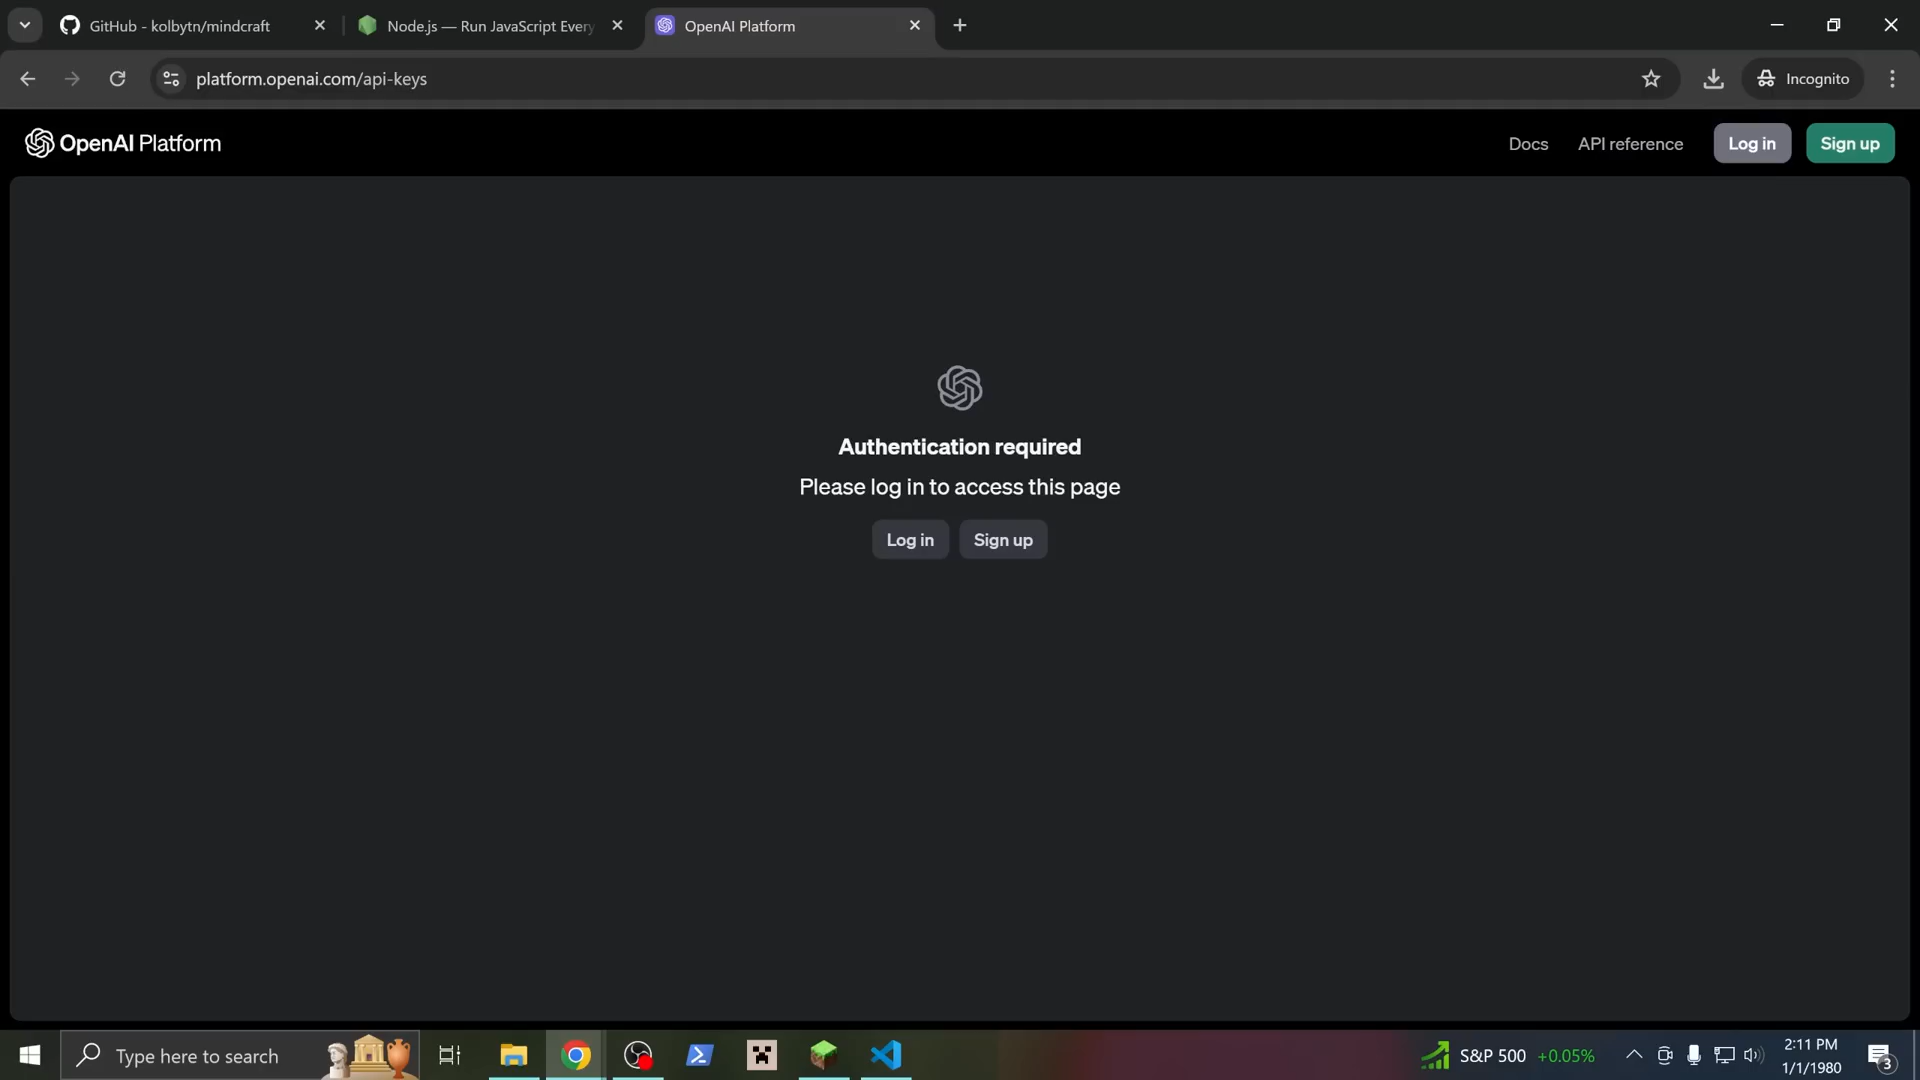 GitHub - kolbytn/mindcraft
Node.js — Run JavaScript Every
OpenAI Platform
platform.openai.com/api-keys
Incognito
OpenAI Platform
Docs
API reference
Log in
Sign up
Authentication required
Please log in to access this page
Log in
Sign up
Type here to search
S&P 500 +0.05%
2:11 PM
1/1/1980
3